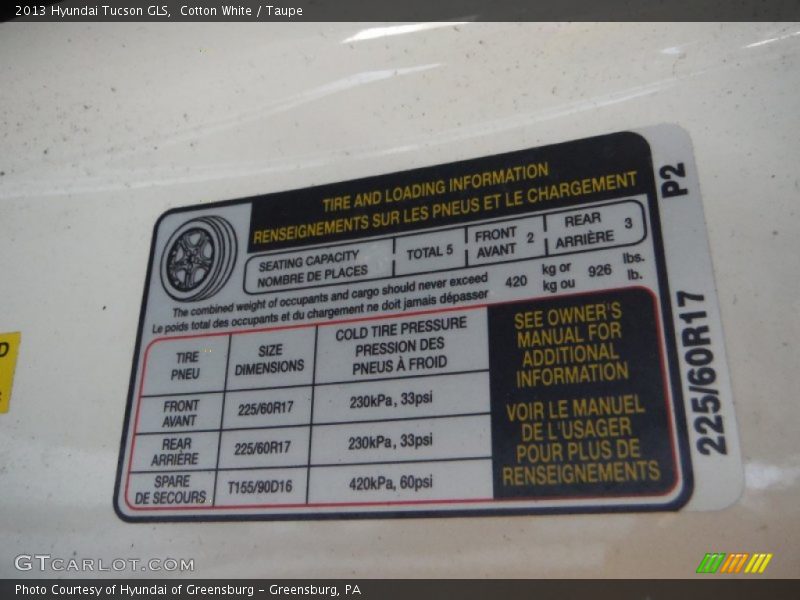 2013 Hyundai Tucson GLS,  Cotton White / Taupe
TIRE AND LOADING INFORMATION
RENSEIGNEMENTS SUR LES PNEUS ET LE CHARGEMENT
P2
SEATING CAPACITY
NOMBRE DE PLACES
TOTAL 5
FRONT
AVANT
2
REAR
ARRIÈRE
3
The combined weight of occupants and cargo should never exceed
Le poids total des occupants et du chargement ne doit jamais dépasser
420
kg or
kg ou
926
lbs.
lb.
TIRE
PNEU
SIZE
DIMENSIONS
COLD TIRE PRESSURE
PRESSION DES
PNEUS À FROID
FRONT
AVANT
225/60R17
230kPa, 33psi
REAR
ARRIÈRE
225/60R17
230kPa, 33psi
SPARE
DE SECOURS
T155/90D16
420kPa, 60psi
SEE OWNER'S
MANUAL FOR
ADDITIONAL
INFORMATION
VOIR LE MANUEL
DE L'USAGER
POUR PLUS DE
RENSEIGNEMENTS
225/60R17
GTCARLOT.COM
Photo Courtesy of Hyundai of Greensburg - Greensburg, PA